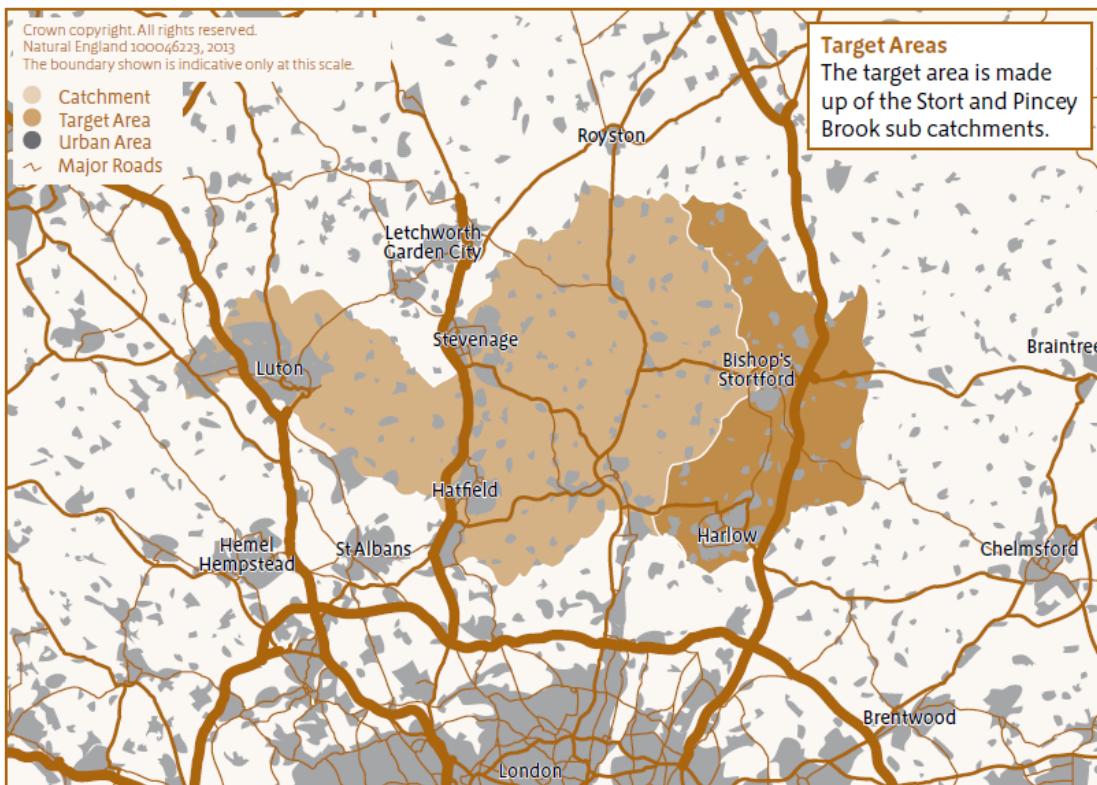 Crown copyright. All rights reserved.
Natural England 100046223, 2013
The boundary shown is indicative only at this scale.
Catchment
Target Area
Urban Area
Major Roads
Target Areas
The target area is made
up of the Stort and Pincey
Brook sub catchments.
Royston
Letchworth
Garden City
Stevenage
Luton
Bishop's
Stortford
Braintree
Hatfield
Harlow
Hemel
Hempstead
St Albans
Chelmsford
Brentwood
London